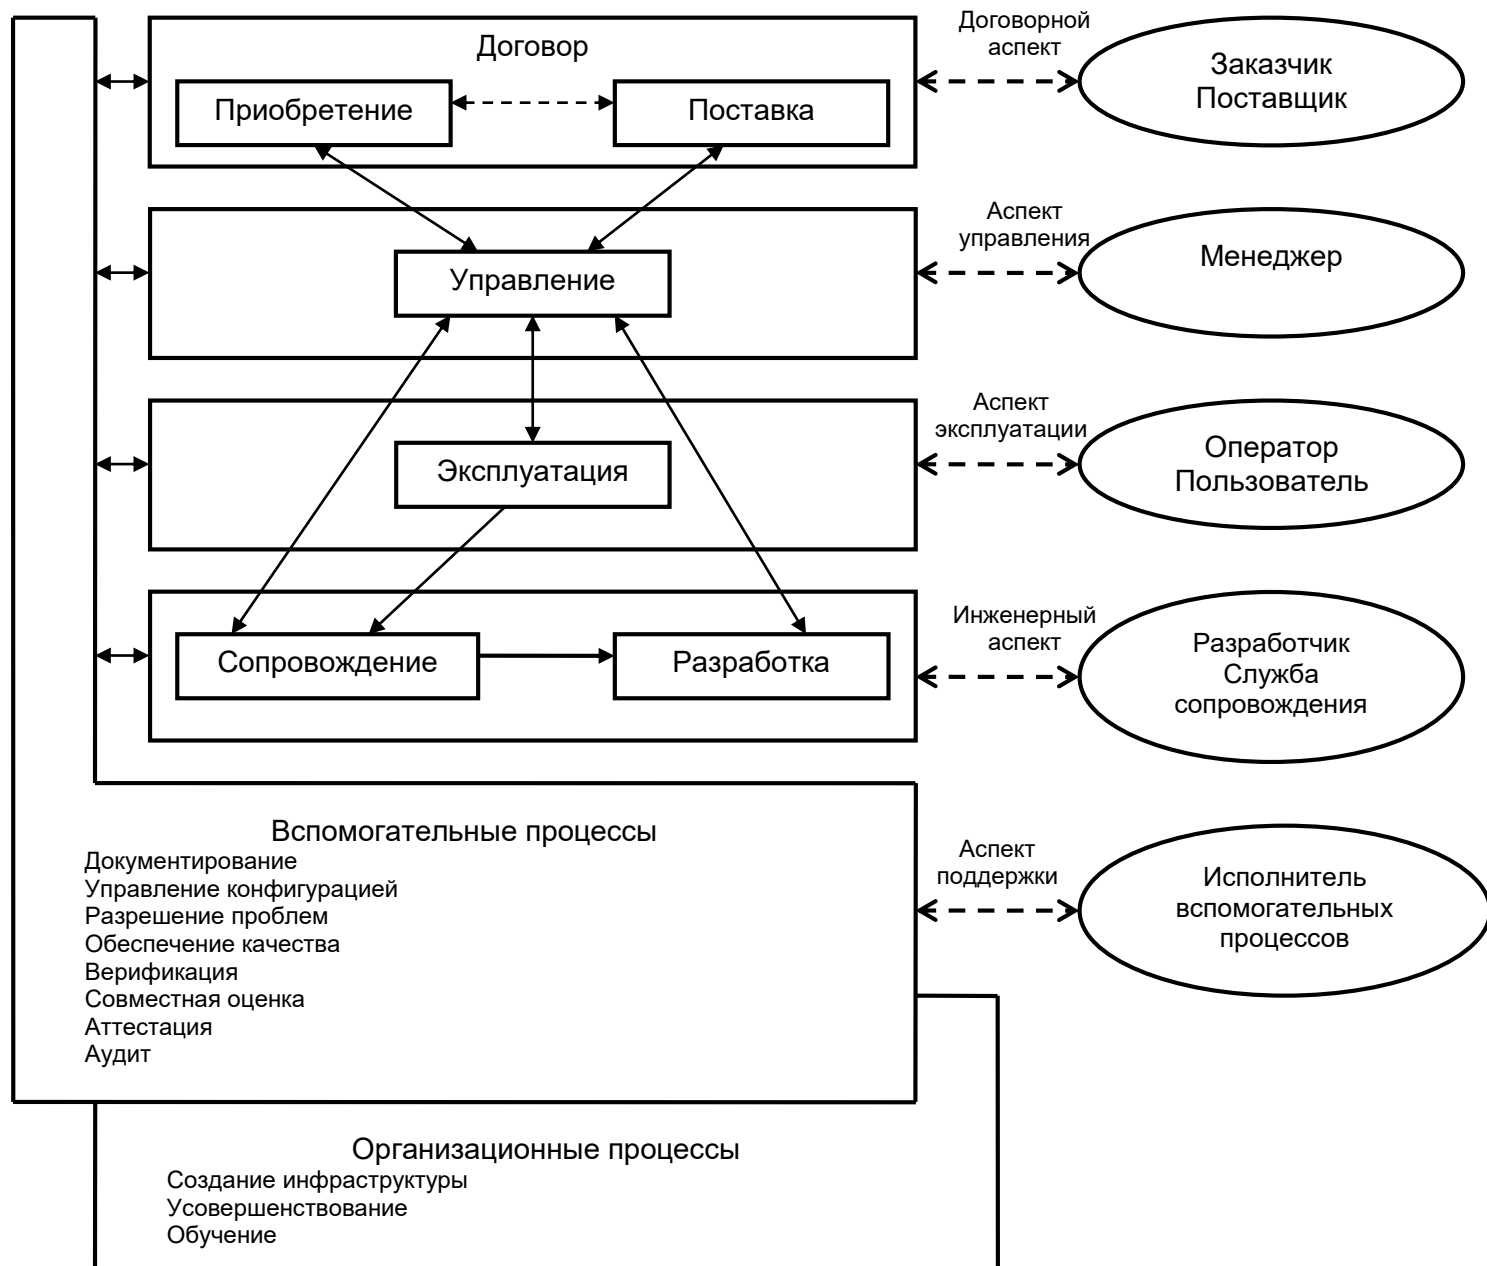 Договор
Приобретение
Поставка
Договорной
аспект
Заказчик
Поставщик
Управление
Аспект
управления
Менеджер
Эксплуатация
Аспект
эксплуатации
Оператор
Пользователь
Сопровождение
Разработка
Инженерный
аспект
Разработчик
Служба
сопровождения
Вспомогательные процессы
Документирование
Управление конфигурацией
Разрешение проблем
Обеспечение качества
Верификация
Совместная оценка
Аттестация
Аудит
Аспект
поддержки
Исполнитель
вспомогательных
процессов
Организационные процессы
Создание инфраструктуры
Усовершенствование
Обучение